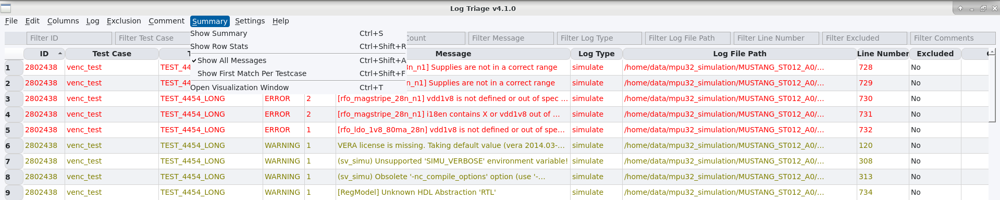 Log Triage v4.1.0
File Edit Columns Log Exclusion Comment Summary Settings Help
Show Summary Ctrl+S
Show Row Stats Ctrl+Shift+R
Show All Messages Ctrl+Shift+A
Show First Match Per Testcase Ctrl+Shift+F
Open Visualization Window Ctrl+T
Filter ID Filter Test Case Count Filter Message Filter Log Type Filter Log File Path Filter Line Number Filter Excluded Filter Comments
ID Test Case Message Log Type Log File Path Line Number Excluded
1 2802438 venc_test TEST_44 8n_n1] Supplies are not in a correct range simulate /home/data/mpu32_simulation/MUSTANG_ST012_A0/... 728 No
2 2802438 venc_test TEST_44 n_n1] Supplies are not in a correct range simulate /home/data/mpu32_simulation/MUSTANG_ST012_A0/... 729 No
3 2802438 venc_test TEST_4454_LONG ERROR 2 [rfo_magstripe_28n_n1] vdd1v8 is not defined or out of spec ... simulate /home/data/mpu32_simulation/MUSTANG_ST012_A0/... 730 No
4 2802438 venc_test TEST_4454_LONG ERROR 2 [rfo_magstripe_28n_n1] i18en contains X or vdd1v8 out of ... simulate /home/data/mpu32_simulation/MUSTANG_ST012_A0/... 731 No
5 2802438 venc_test TEST_4454_LONG ERROR 1 [rfo_ldo_1v8_80ma_28n] vdd1v8 is not defined or out of spe... simulate /home/data/mpu32_simulation/MUSTANG_ST012_A0/... 732 No
6 2802438 venc_test TEST_4454_LONG WARNING 1 VERA license is missing. Taking default value (vera 2014.03-... simulate /home/data/mpu32_simulation/MUSTANG_ST012_A0/... 120 No
7 2802438 venc_test TEST_4454_LONG WARNING 1 (sv_simu) Unsupported 'SIMU_VERBOSE' environment variable! simulate /home/data/mpu32_simulation/MUSTANG_ST012_A0/... 308 No
8 2802438 venc_test TEST_4454_LONG WARNING 1 (sv_simu) Obsolete '-nc_compile_options' option (use '-... simulate /home/data/mpu32_simulation/MUSTANG_ST012_A0/... 313 No
9 2802438 venc_test TEST_4454_LONG WARNING 1 [RegModel] Unknown HDL Abstraction 'RTL' simulate /home/data/mpu32_simulation/MUSTANG_ST012_A0/... 734 No